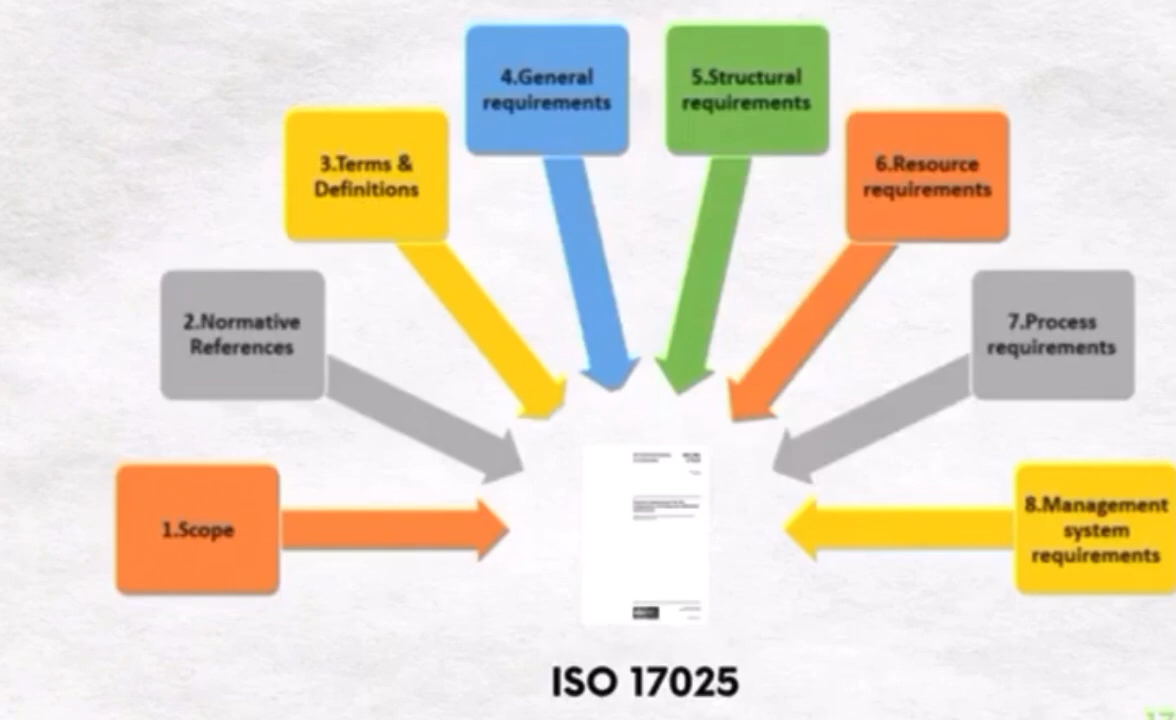 4.General
requirements
5.Structural
requirements
3.Terms &
Definitions
6.Resource
requirements
2.Normative
References
7.Process
requirements
1.Scope
8.Management
system
requirements
ISO 17025